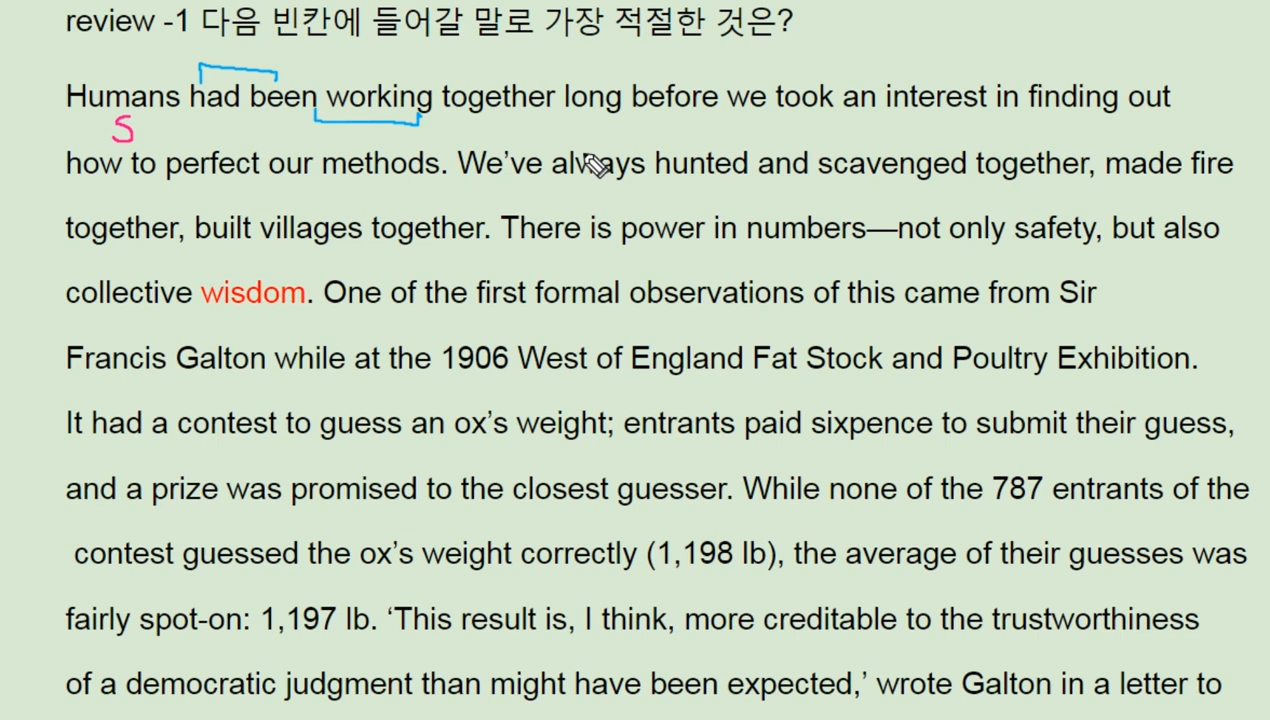 review -1 다음 빈칸에 들어갈 말로 가장 적절한 것은?
Humans had been working together long before we took an interest in finding out
S
how to perfect our methods. We’ve always hunted and scavenged together, made fire
together, built villages together. There is power in numbers—not only safety, but also
collective wisdom. One of the first formal observations of this came from Sir
Francis Galton while at the 1906 West of England Fat Stock and Poultry Exhibition.
It had a contest to guess an ox’s weight; entrants paid sixpence to submit their guess,
and a prize was promised to the closest guesser. While none of the 787 entrants of the
contest guessed the ox’s weight correctly (1,198 lb), the average of their guesses was
fairly spot-on: 1,197 lb. ‘This result is, I think, more creditable to the trustworthiness
of a democratic judgment than might have been expected,’ wrote Galton in a letter to